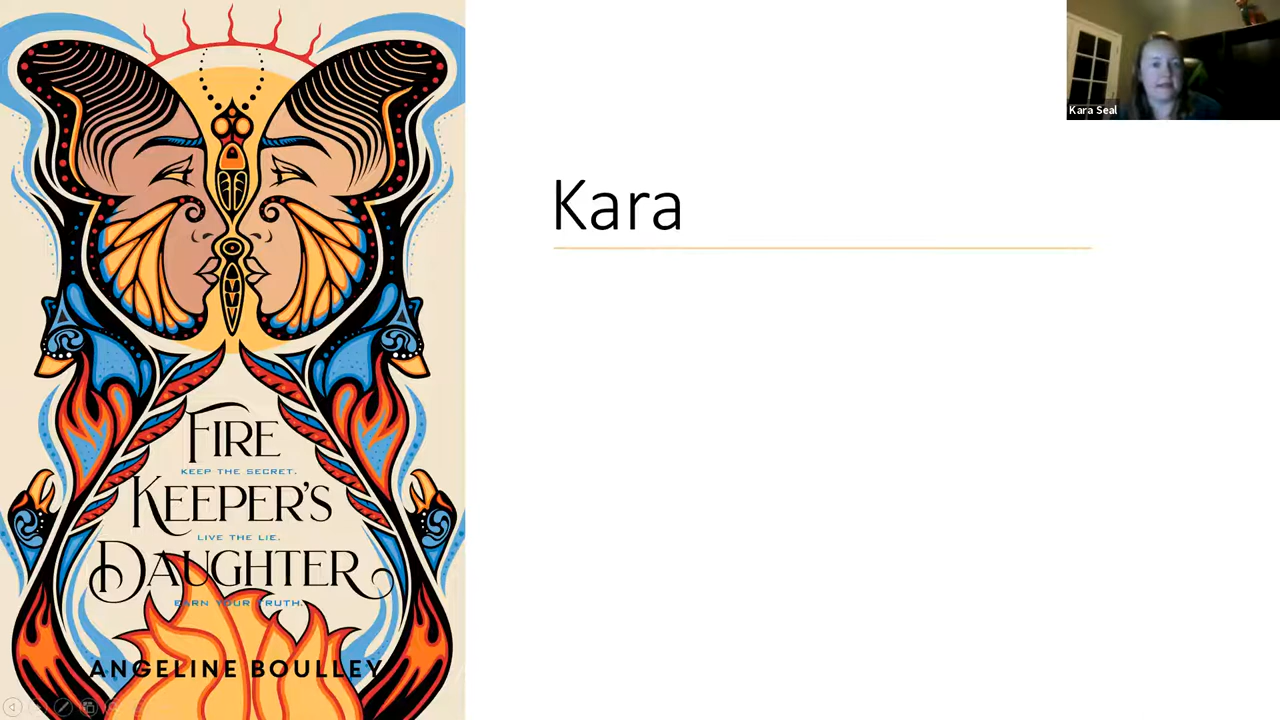 FIRE
KEEP THE SECRET.
KEEPER'S
LIVE THE LIE.
DAUGHTER
EARN YOUR TRUTH.
ANGELINE BOULLEY
Kara
Kara Seal